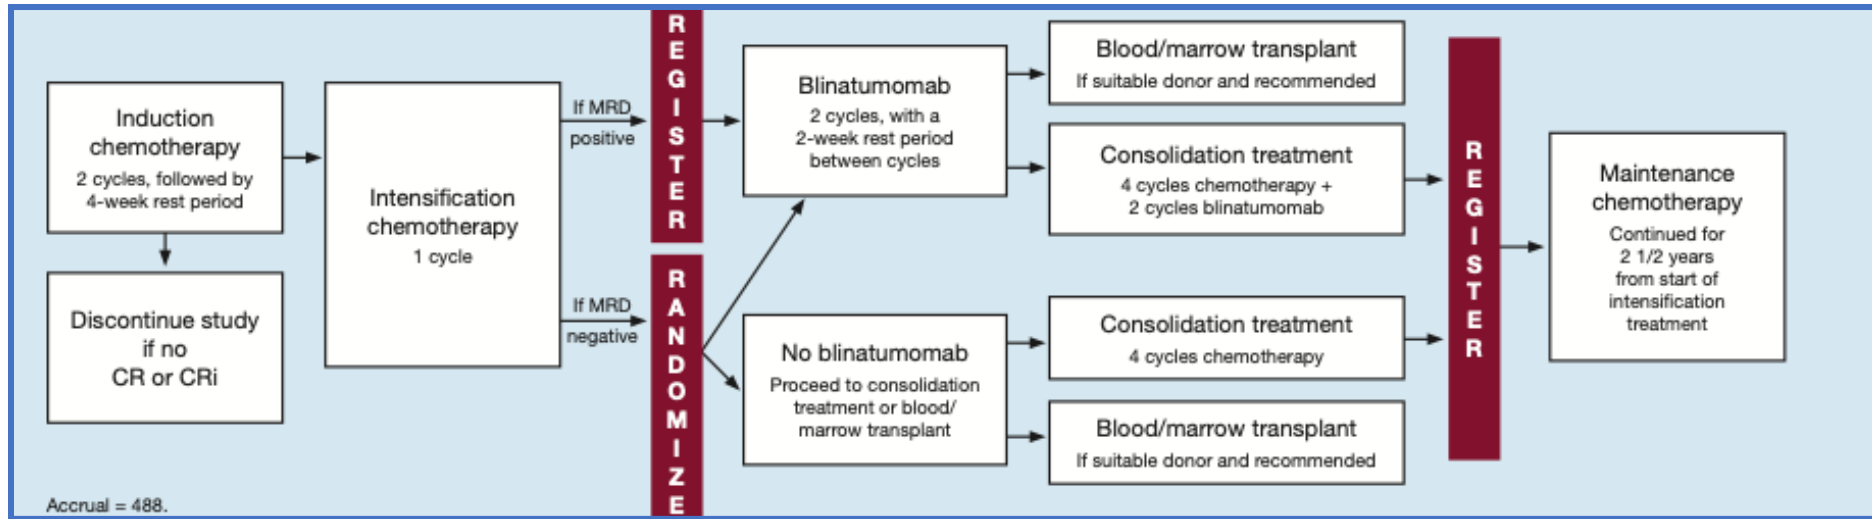 Induction
chemotherapy
2 cycles, followed by
4-week rest period
Discontinue study
if no
CR or CRi
Intensification
chemotherapy
1 cycle
If MRD
positive
If MRD
negative
REGISTER
RANDOMIZE
Blinatumomab
2 cycles, with a
2-week rest period
between cycles
No blinatumomab
Proceed to consolidation
treatment or blood/
marrow transplant
Blood/marrow transplant
If suitable donor and recommended
Consolidation treatment
4 cycles chemotherapy +
2 cycles blinatumomab
Consolidation treatment
4 cycles chemotherapy
Blood/marrow transplant
If suitable donor and recommended
REGISTER
Maintenance
chemotherapy
Continued for
2 1/2 years
from start of
intensification
treatment
Accrual = 488.